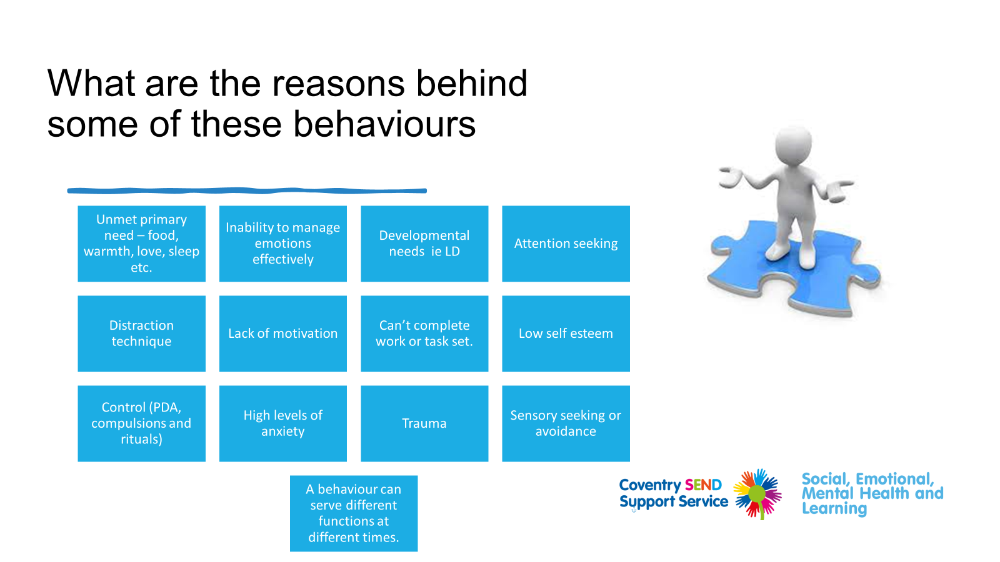 What are the reasons behind
some of these behaviours
Unmet primary
need – food,
warmth, love, sleep
etc.
Inability to manage
emotions
effectively
Developmental
needs  ie LD
Attention seeking
Distraction
technique
Lack of motivation
Can’t complete
work or task set.
Low self esteem
Control (PDA,
compulsions and
rituals)
High levels of
anxiety
Trauma
Sensory seeking or
avoidance
A behaviour can
serve different
functions at
different times.
Coventry SEND
Support Service
Social, Emotional,
Mental Health and
Learning